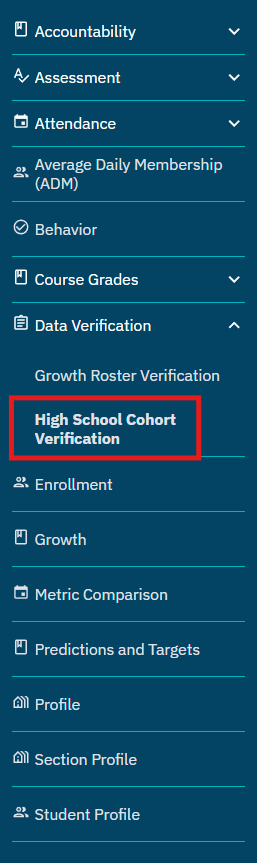 Accountability
Assessment
Attendance
Average Daily Membership
(ADM)
Behavior
Course Grades
Data Verification
Growth Roster Verification
High School Cohort
Verification
Enrollment
Growth
Metric Comparison
Predictions and Targets
Profile
Section Profile
Student Profile